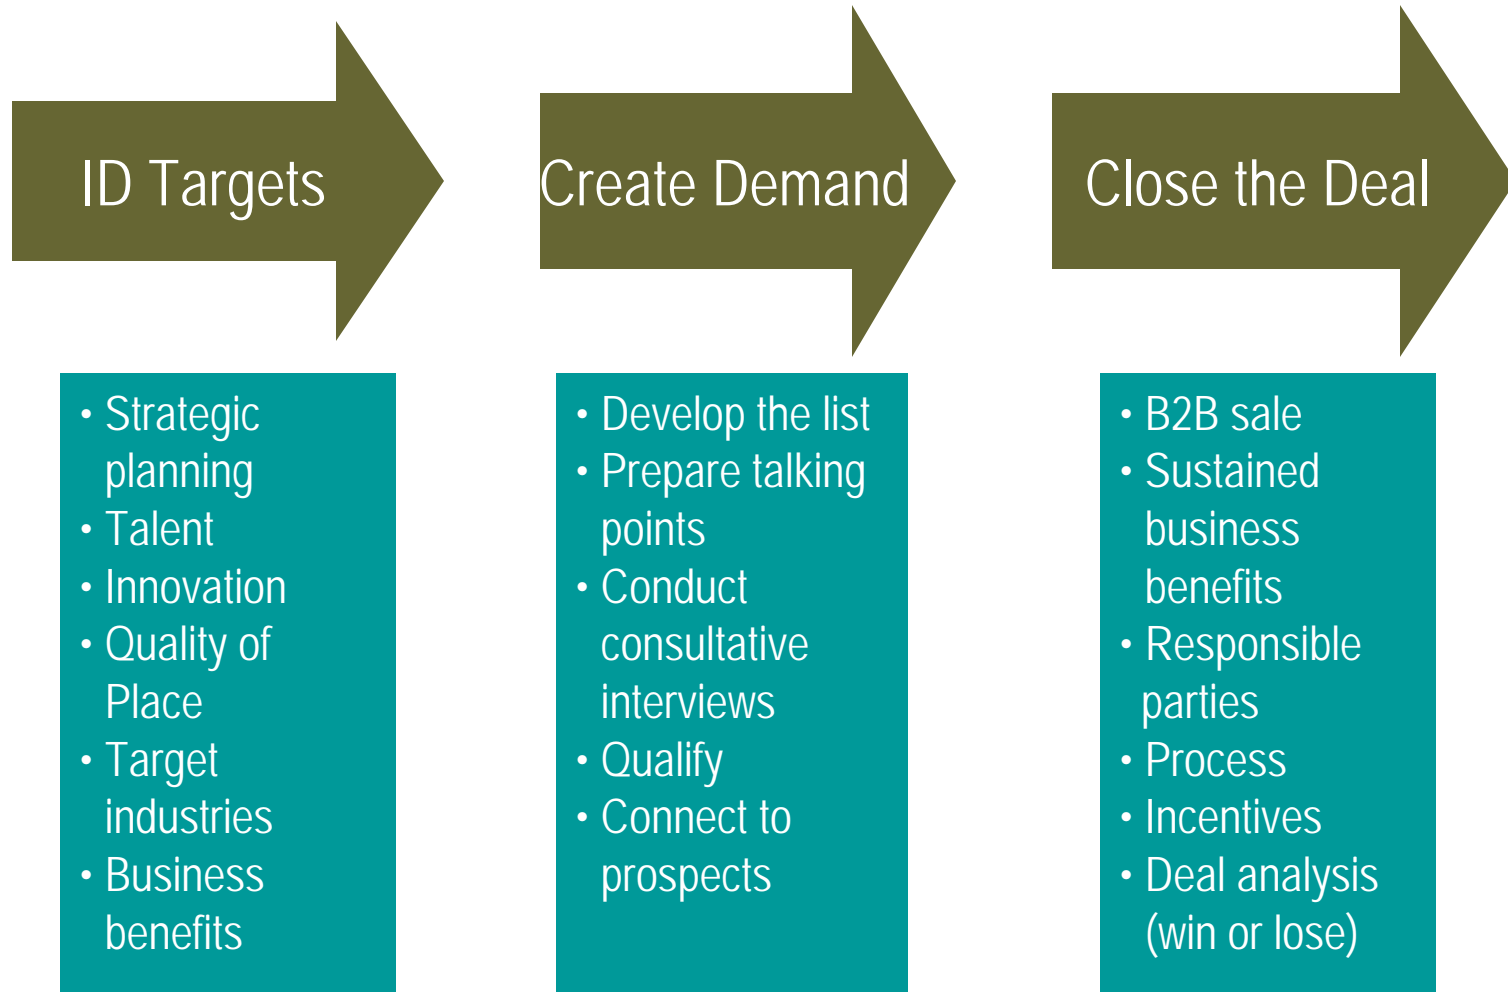 ID Targets
Create Demand
Close the Deal
• Strategic
planning
• Talent
• Innovation
• Quality of
Place
• Target
industries
• Business
benefits
• Develop the list
• Prepare talking
points
• Conduct
consultative
interviews
• Qualify
• Connect to
prospects
• B2B sale
• Sustained
business
benefits
• Responsible
parties
• Process
• Incentives
• Deal analysis
(win or lose)